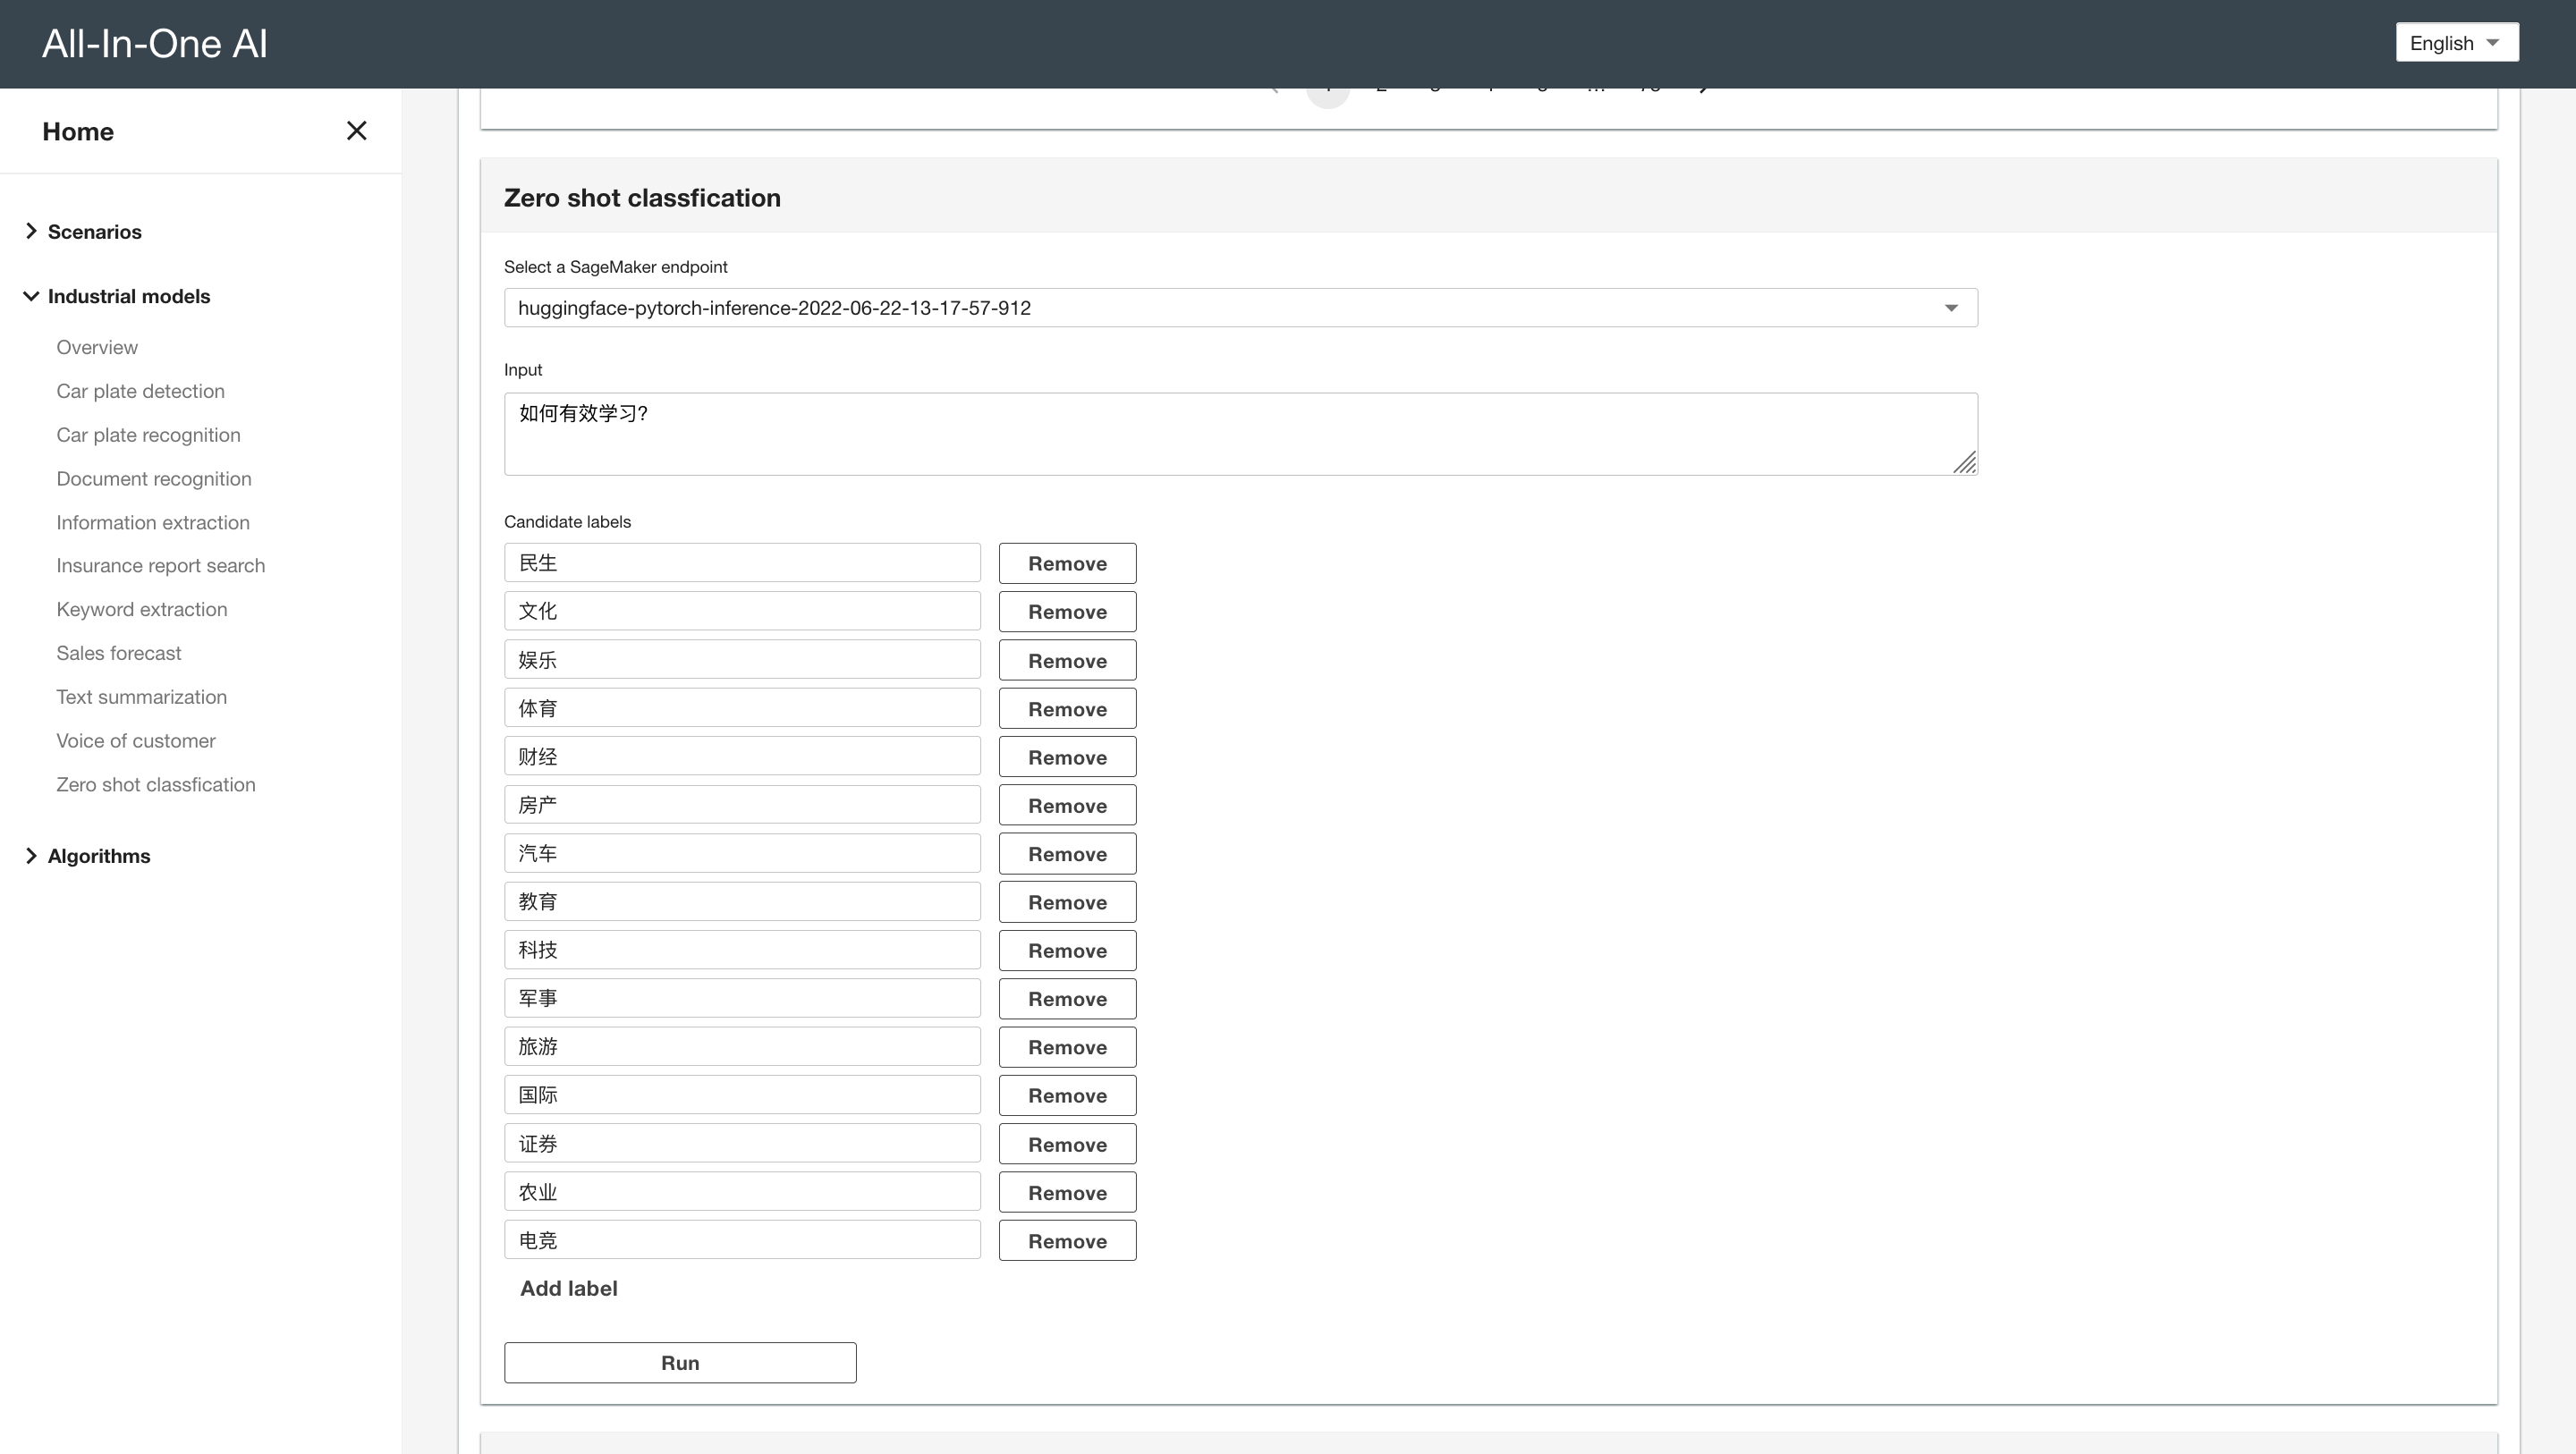 All-In-One AI
English
Home
Scenarios
Industrial models
Overview
Car plate detection
Car plate recognition
Document recognition
Information extraction
Insurance report search
Keyword extraction
Sales forecast
Text summarization
Voice of customer
Zero shot classfication
Algorithms
Zero shot classfication
Select a SageMaker endpoint
huggingface-pytorch-inference-2022-06-22-13-17-57-912
Input
如何有效学习?
Candidate labels
民生 Remove
文化 Remove
娱乐 Remove
体育 Remove
财经 Remove
房产 Remove
汽车 Remove
教育 Remove
科技 Remove
军事 Remove
旅游 Remove
国际 Remove
证券 Remove
农业 Remove
电竞 Remove
Add label
Run